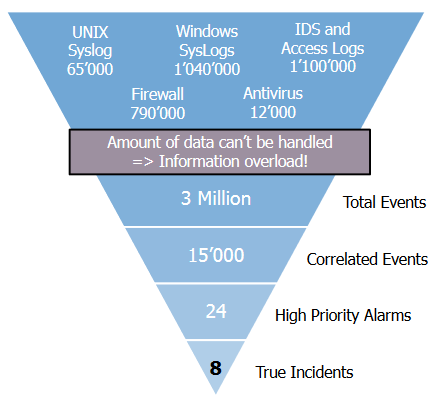 UNIX
Syslog
65’000
Windows
SysLogs
1’040’000
IDS and
Access Logs
1’100’000
Firewall
790’000
Antivirus
12’000
Amount of data can’t be handled
=> Information overload!
3 Million
Total Events
15’000
Correlated Events
24
High Priority Alarms
8
True Incidents